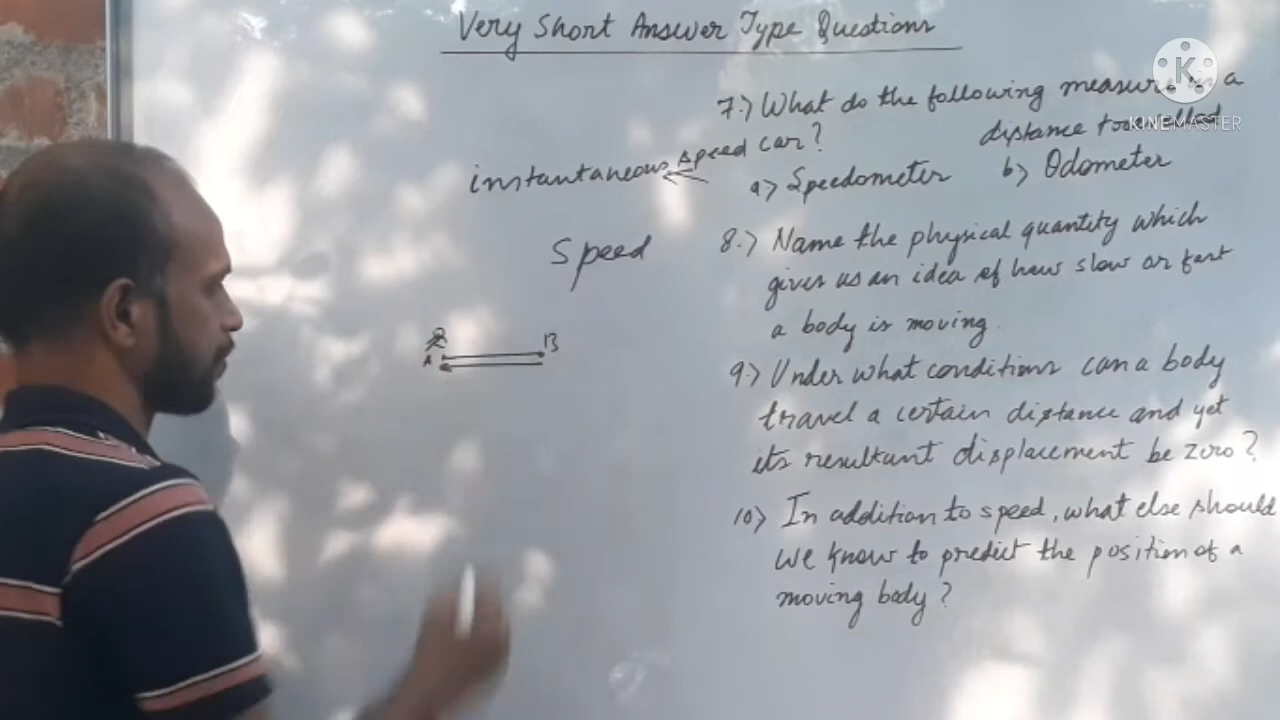 Very Short Answer Type Questions
7.) What do the following measure in a
car?
distance travelled
instantaneous speed
a) Speedometer
b) Odometer
8.) Name the physical quantity which
gives us an idea of how slow or fast
a body is moving.
Speed
9.) Under what conditions can a body
travel a certain distance and yet
its resultant displacement be zero?
A
B
10) In addition to speed, what else should
we know to predict the position of a
moving body?
K
KINEMASTER